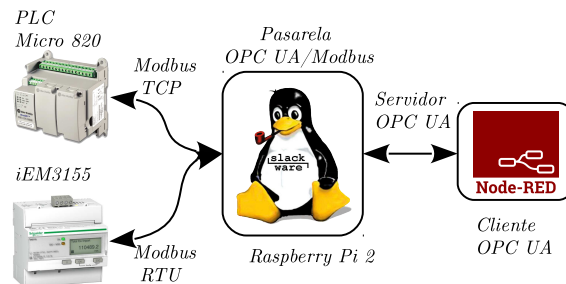 PLC
Micro 820
Modbus
TCP
Pasarela
OPC UA/Modbus
Servidor
OPC UA
slack
ware
Node-RED
iEM3155
Modbus
RTU
Raspberry Pi 2
Cliente
OPC UA